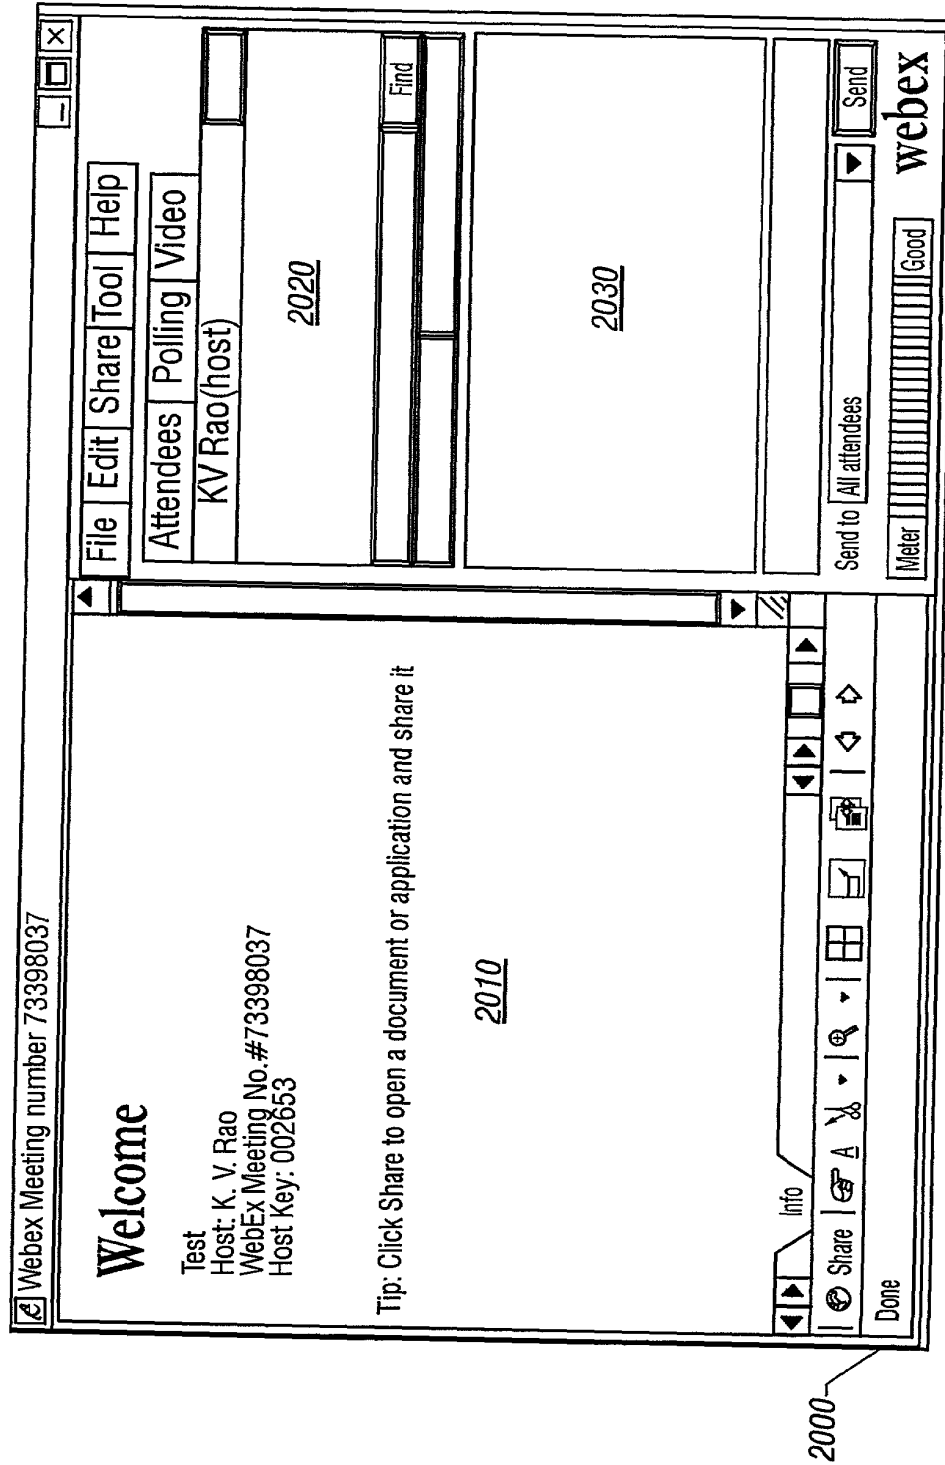 Webex Meeting number 73398037
Welcome
Test
Host: K. V. Rao
WebEx Meeting No.#73398037
Host Key: 002653
Tip: Click Share to open a document or application and share it
2010
Info
Share
A
Done
File Edit Share Tool Help
Attendees Polling Video
KV Rao(host)
2020
Find
2030
Send to All attendees Send
Meter Good
webex
2000